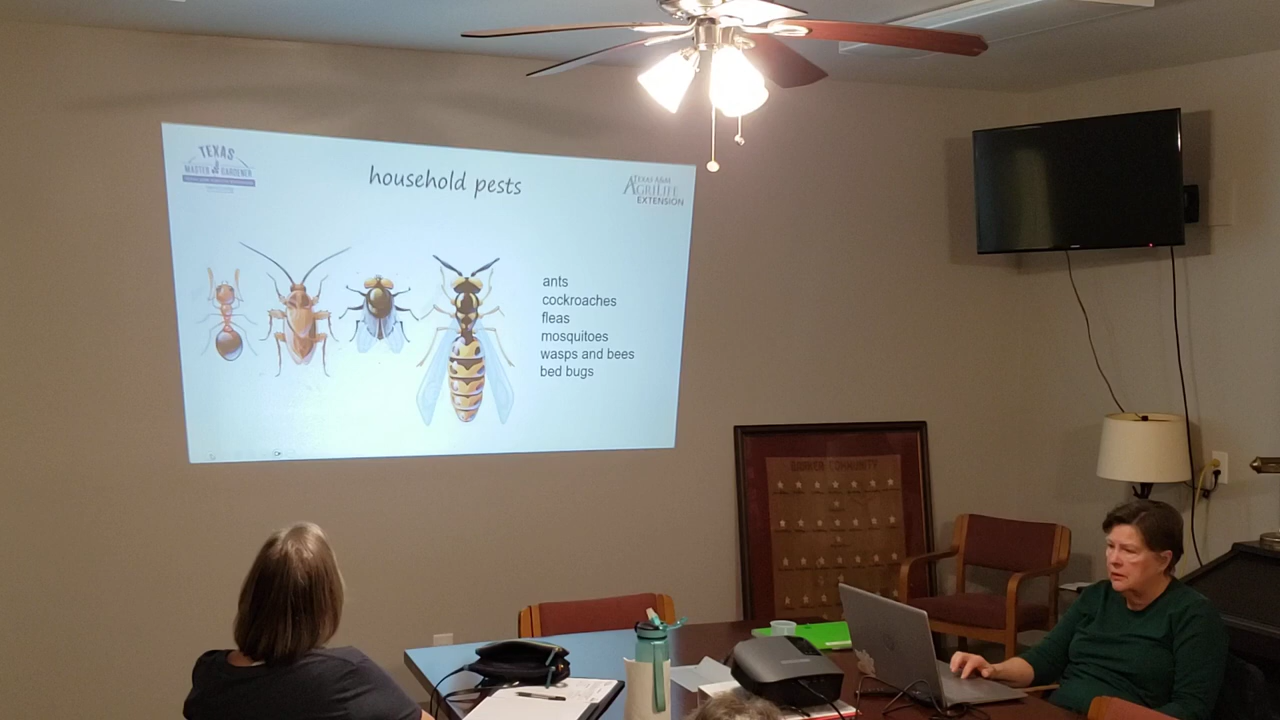 TEXAS
MASTER GARDENER
household pests
TEXAS A&M
AGRILIFE
EXTENSION
ants
cockroaches
fleas
mosquitoes
wasps and bees
bed bugs